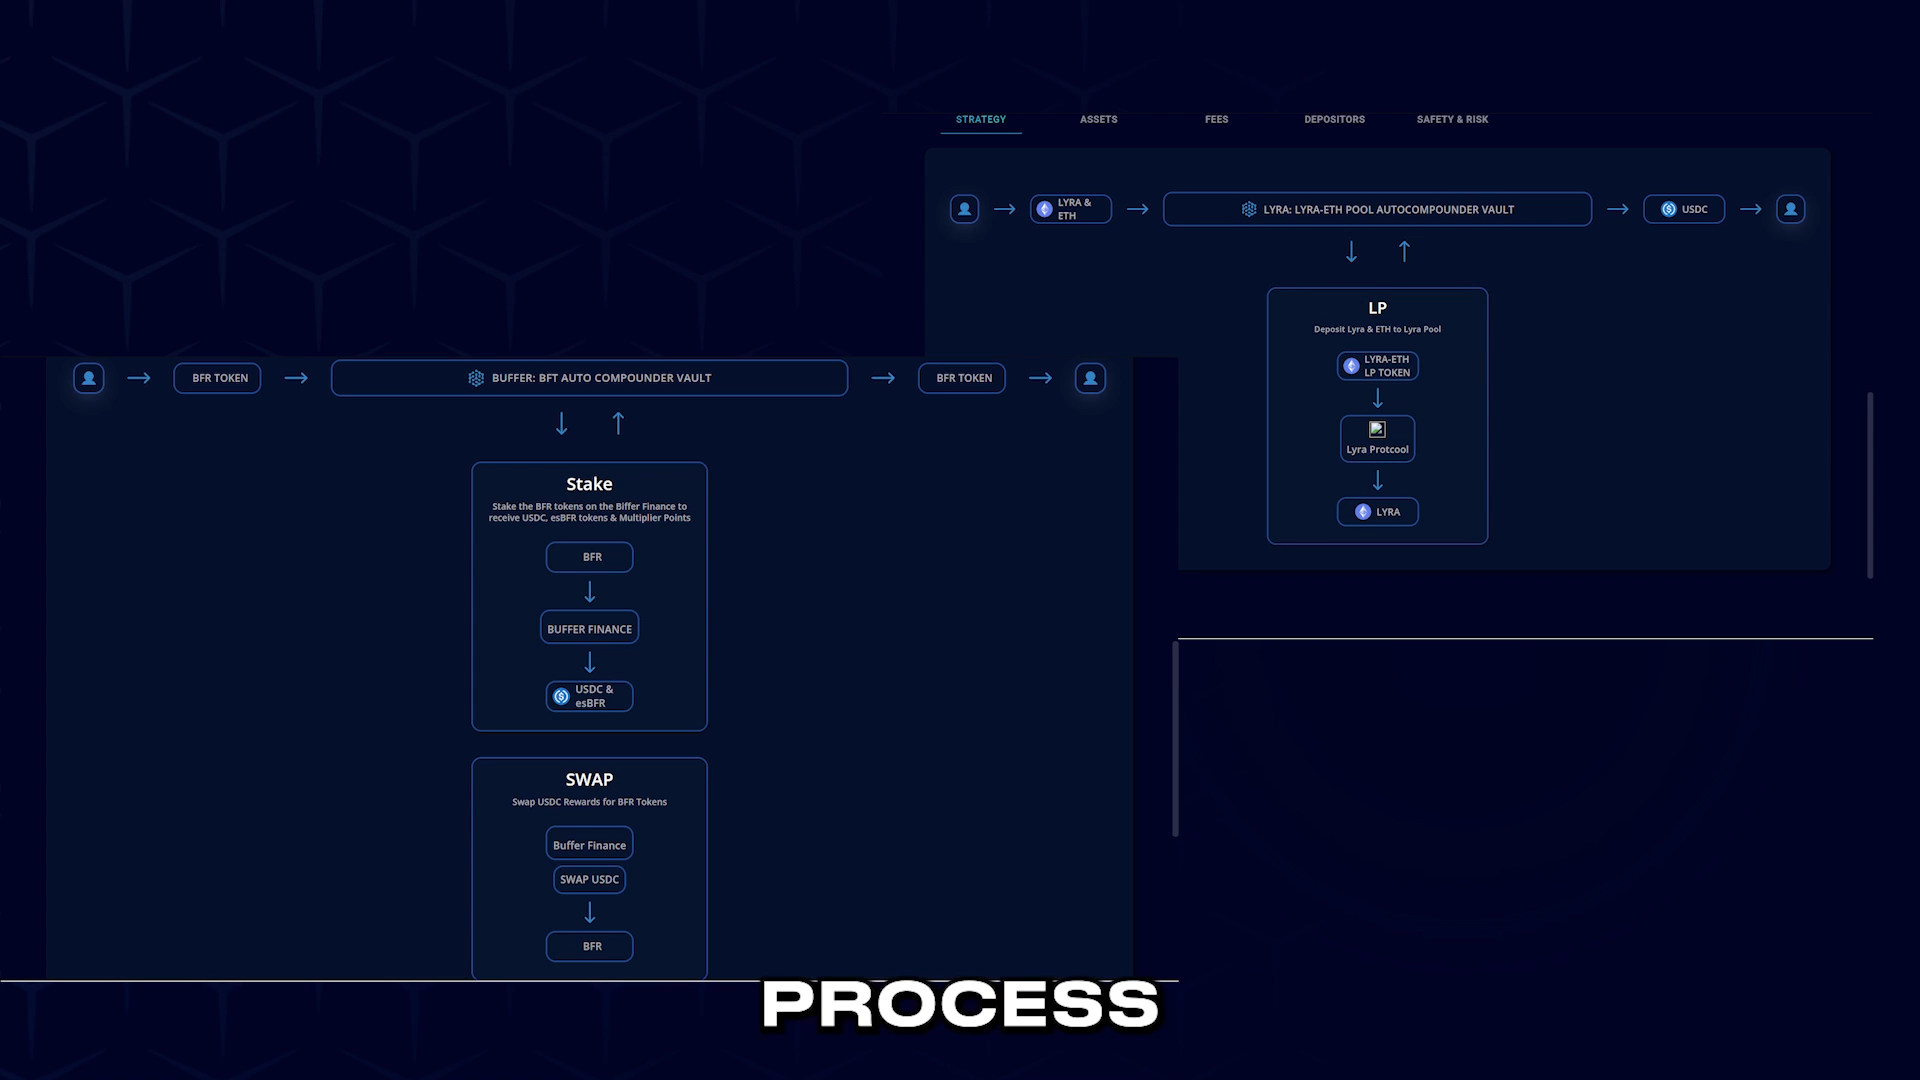 STRATEGY ASSETS FEES DEPOSITORS SAFETY & RISK
LYRA &
ETH
LYRA: LYRA-ETH POOL AUTOCOMPOUNDER VAULT
USDC
LP
Deposit Lyra & ETH to Lyra Pool
LYRA-ETH
LP TOKEN
Lyra Protcool
LYRA
BFR TOKEN
BUFFER: BFT AUTO COMPOUNDER VAULT
BFR TOKEN
Stake
Stake the BFR tokens on the Biffer Finance to
receive USDC, esBFR tokens & Multiplier Points
BFR
BUFFER FINANCE
USDC &
esBFR
SWAP
Swap USDC Rewards for BFR Tokens
Buffer Finance
SWAP USDC
BFR
PROCESS